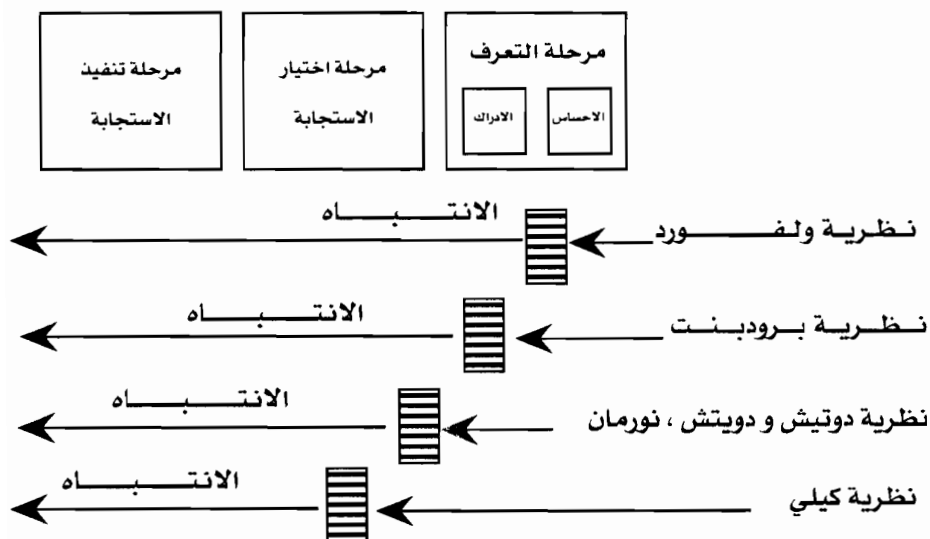 مرحلة التعرف
الاحساس
الادراك
مرحلة اختيار
الاستجابة
مرحلة تنفيذ
الاستجابة
نظرية ولفورد
الانتباه
نظرية برودبنت
الانتباه
نظرية دوتيش و دويتش ، نورمان
الانتباه
نظرية كيلي
الانتباه